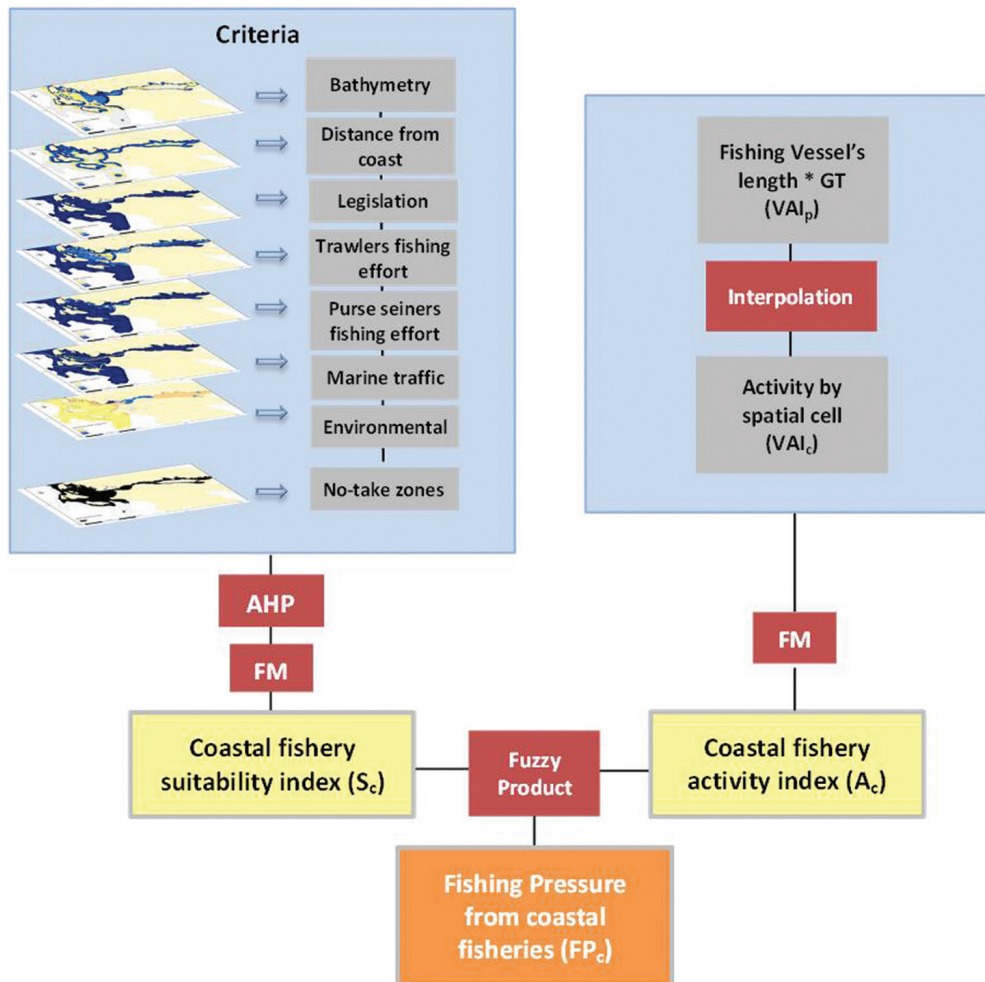 Criteria
Bathymetry
Distance from
coast
Legislation
Trawlers fishing
effort
Purse seiners
fishing effort
Marine traffic
Environmental
No-take zones
AHP
FM
Coastal fishery
suitability index (Sc)
Fishing Vessel's
length * GT
(VAIp)
Interpolation
Activity by
spatial cell
(VAIc)
FM
Coastal fishery
activity index (Ac)
Fuzzy
Product
Fishing Pressure
from coastal
fisheries (FPc)